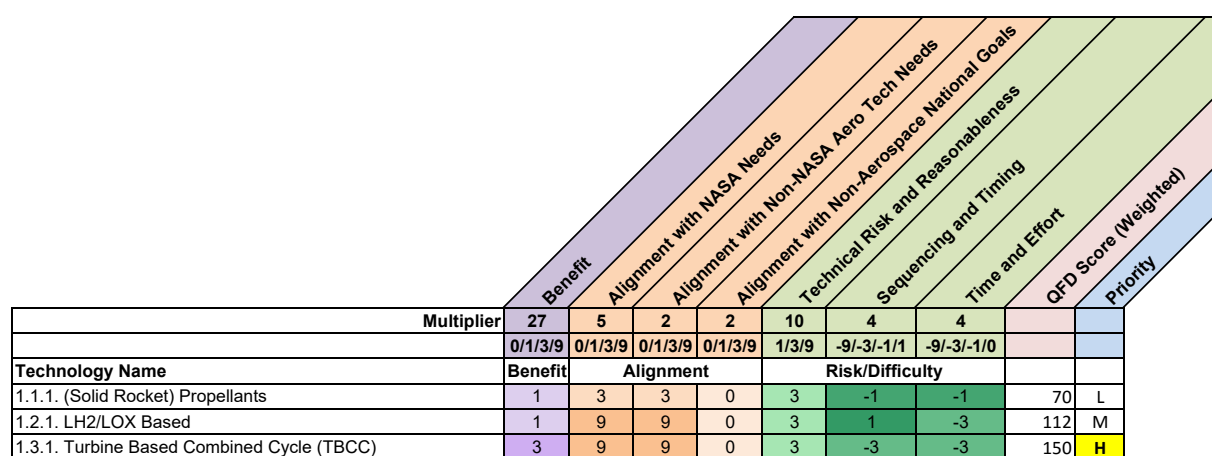 Benefit
Alignment with NASA Needs
Alignment with Non-NASA Aero Tech Needs
Alignment with Non-Aerospace National Goals
Technical Risk and Reasonableness
Sequencing and Timing
Time and Effort
QFD Score (Weighted)
Priority
Multiplier 27 5 2 2 10 4 4
0/1/3/9 0/1/3/9 0/1/3/9 0/1/3/9 1/3/9 -9/-3/-1/1 -9/-3/-1/0
Technology Name Benefit Alignment Risk/Difficulty
1.1.1. (Solid Rocket) Propellants 1 3 3 0 3 -1 -1 70 L
1.2.1. LH2/LOX Based 1 9 9 0 3 1 -3 112 M
1.3.1. Turbine Based Combined Cycle (TBCC) 3 9 9 0 3 -3 -3 150 H